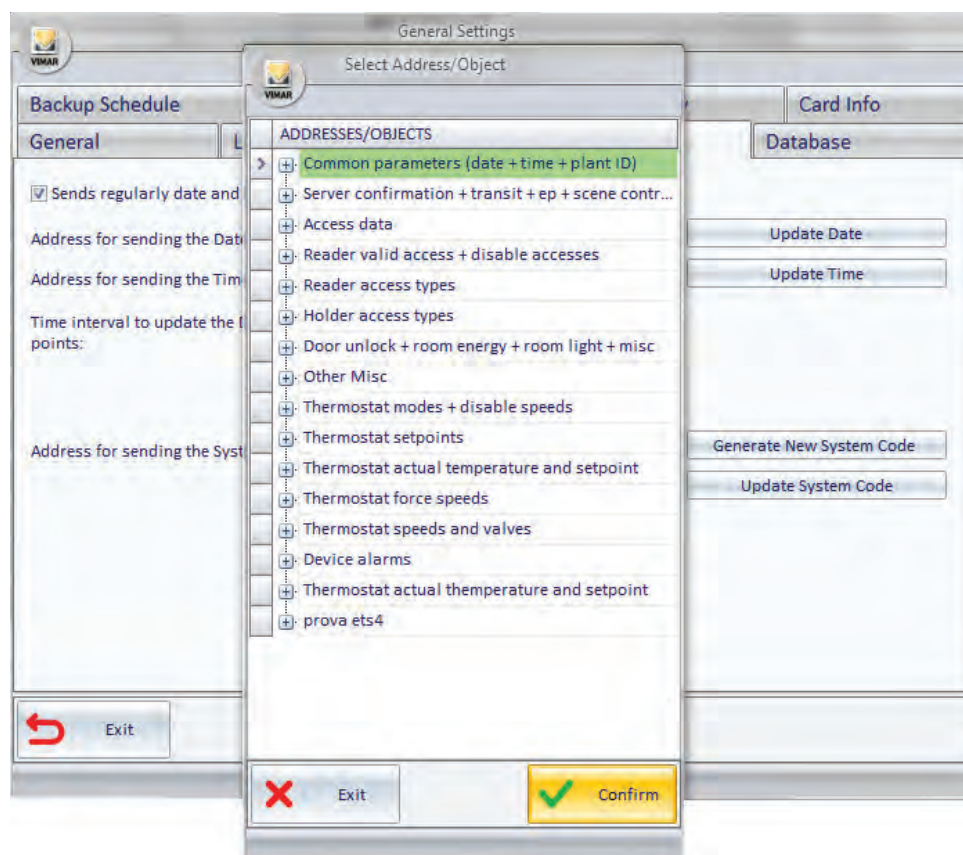 General Settings
VIMAR
Select Address/Object
VIMAR
Backup Schedule
Card Info
General
Database
ADDRESSES/OBJECTS
Common parameters (date + time + plant ID)
Sends regularly date and
Server confirmation + transit + ep + scene contr...
Access data
Address for sending the Date
Update Date
Reader valid access + disable accesses
Address for sending the Tim
Reader access types
Update Time
Time interval to update the
points:
Holder access types
Door unlock + room energy + room light + misc
Other Misc
Thermostat modes + disable speeds
Thermostat setpoints
Address for sending the Syst
Generate New System Code
Thermostat actual temperature and setpoint
Update System Code
Thermostat force speeds
Thermostat speeds and valves
Device alarms
Thermostat actual themperature and setpoint
prova ets4
Exit
Exit
Confirm